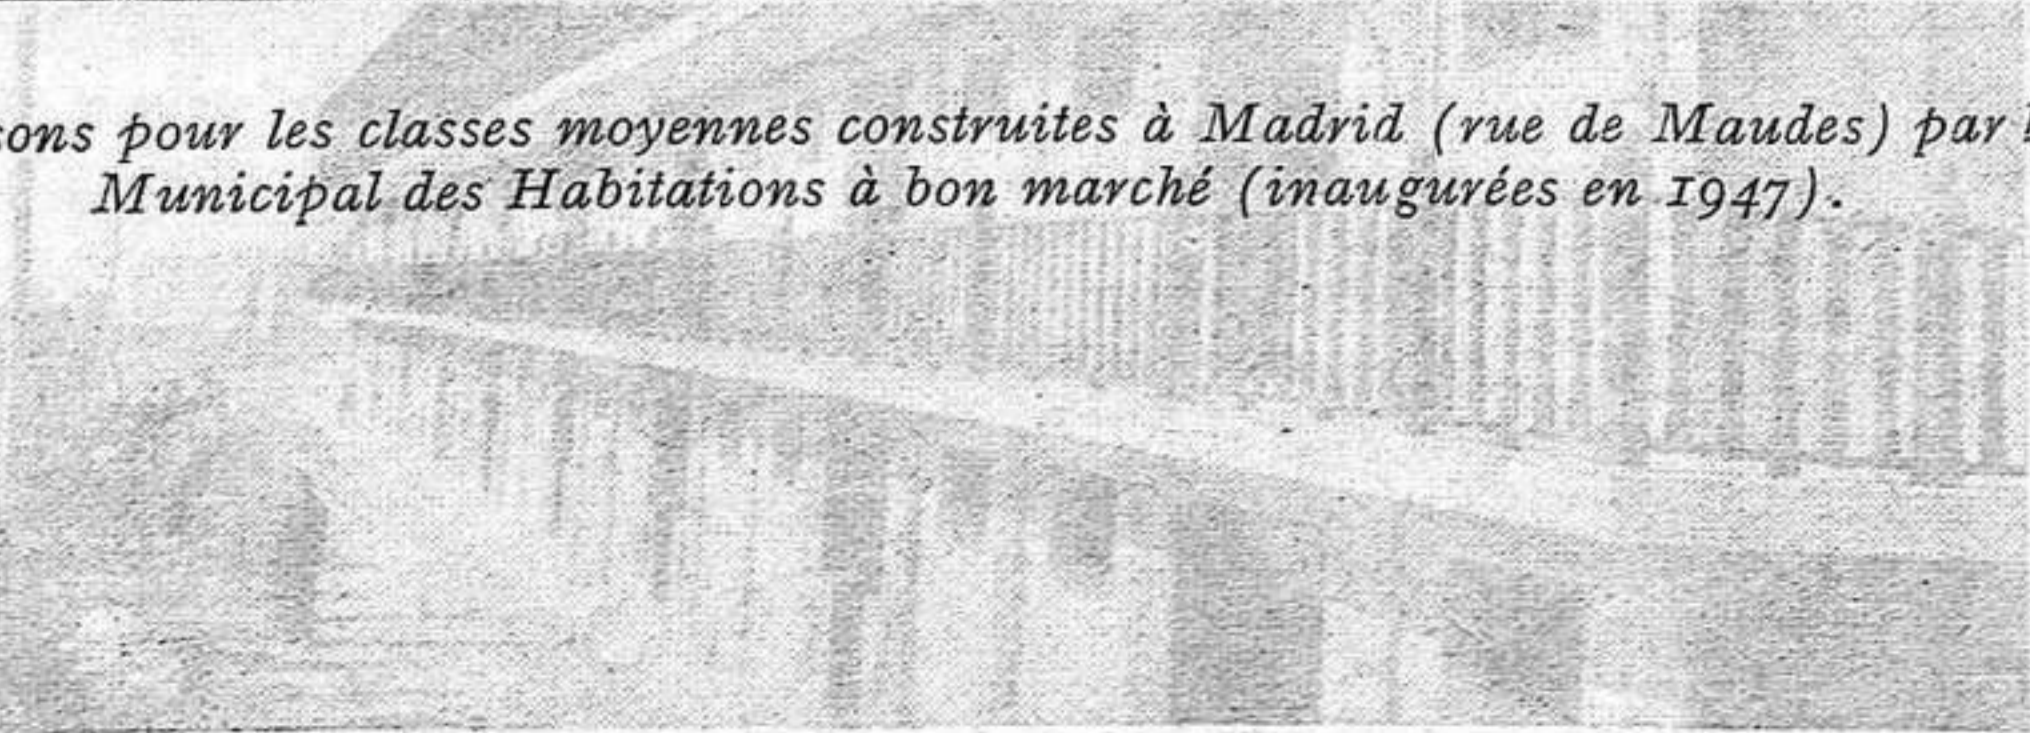 sons pour les classes moyennes construites à Madrid (rue de Maudes) par
Municipal des Habitations à bon marché (inaugurées en 1947).